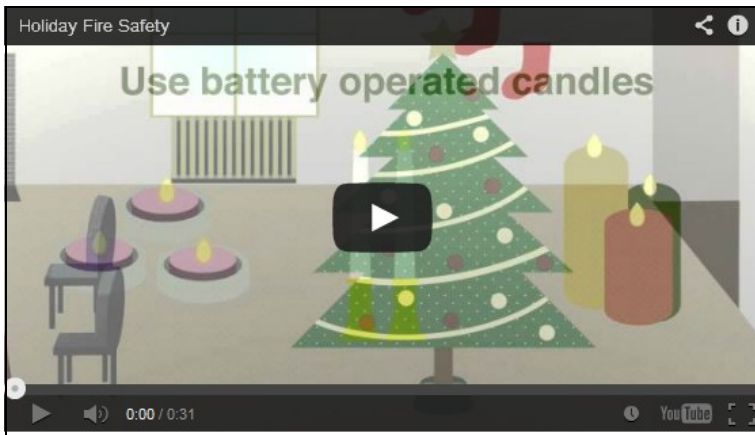 Holiday Fire Safety
Use battery operated candles
0:00 / 0:31
YouTube